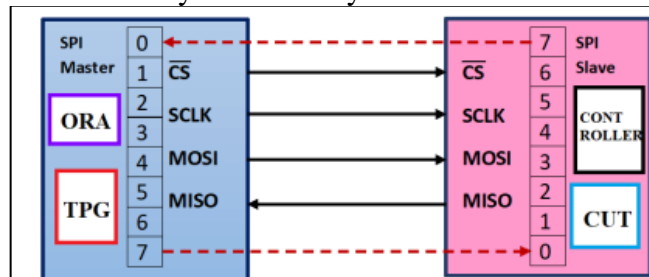 SPI
Master
ORA
TPG
0
1
2
3
4
5
6
7
CS
SCLK
MOSI
MISO
CS
SCLK
MOSI
MISO
7
6
5
4
3
2
1
0
SPI
Slave
CONT
ROLLER
CUT